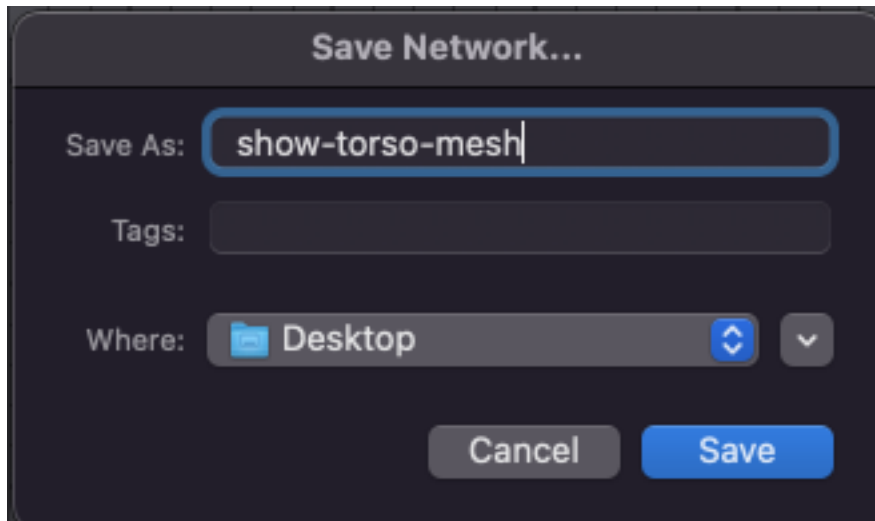 Save Network...
Save As: show-torso-mesh
Tags:
Where: Desktop
Cancel Save